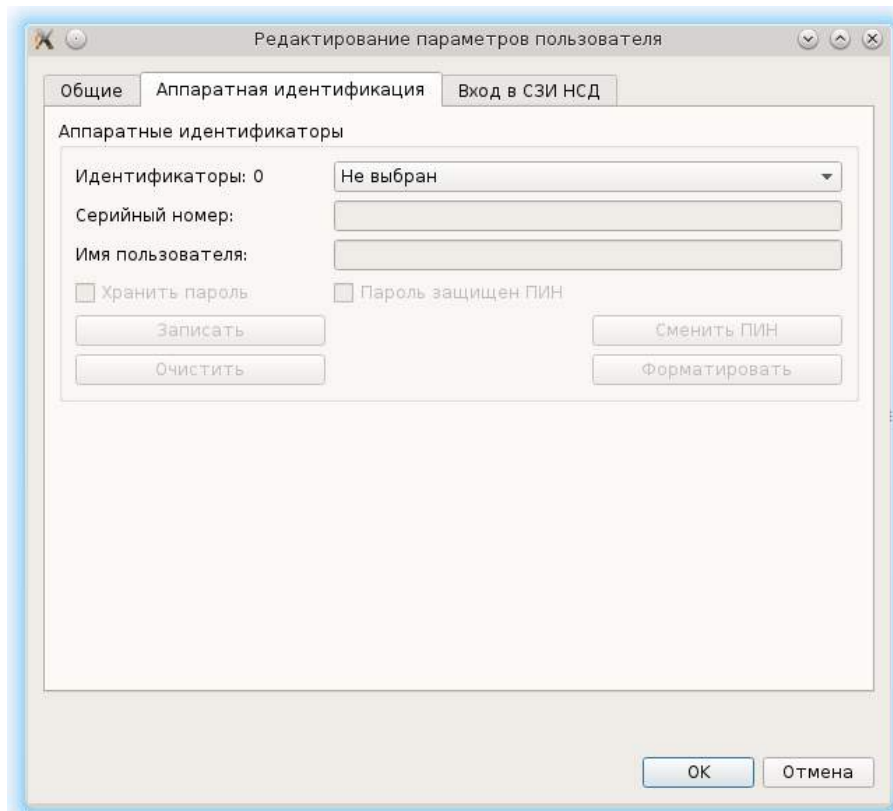 Редактирование параметров пользователя
Общие Аппаратная идентификация Вход в СЗИ НСД
Аппаратные идентификаторы
Идентификаторы: 0 Не выбран
Серийный номер:
Имя пользователя:
Хранить пароль Пароль защищен ПИН
Записать Сменить ПИН
Очистить Форматировать
OK Отмена